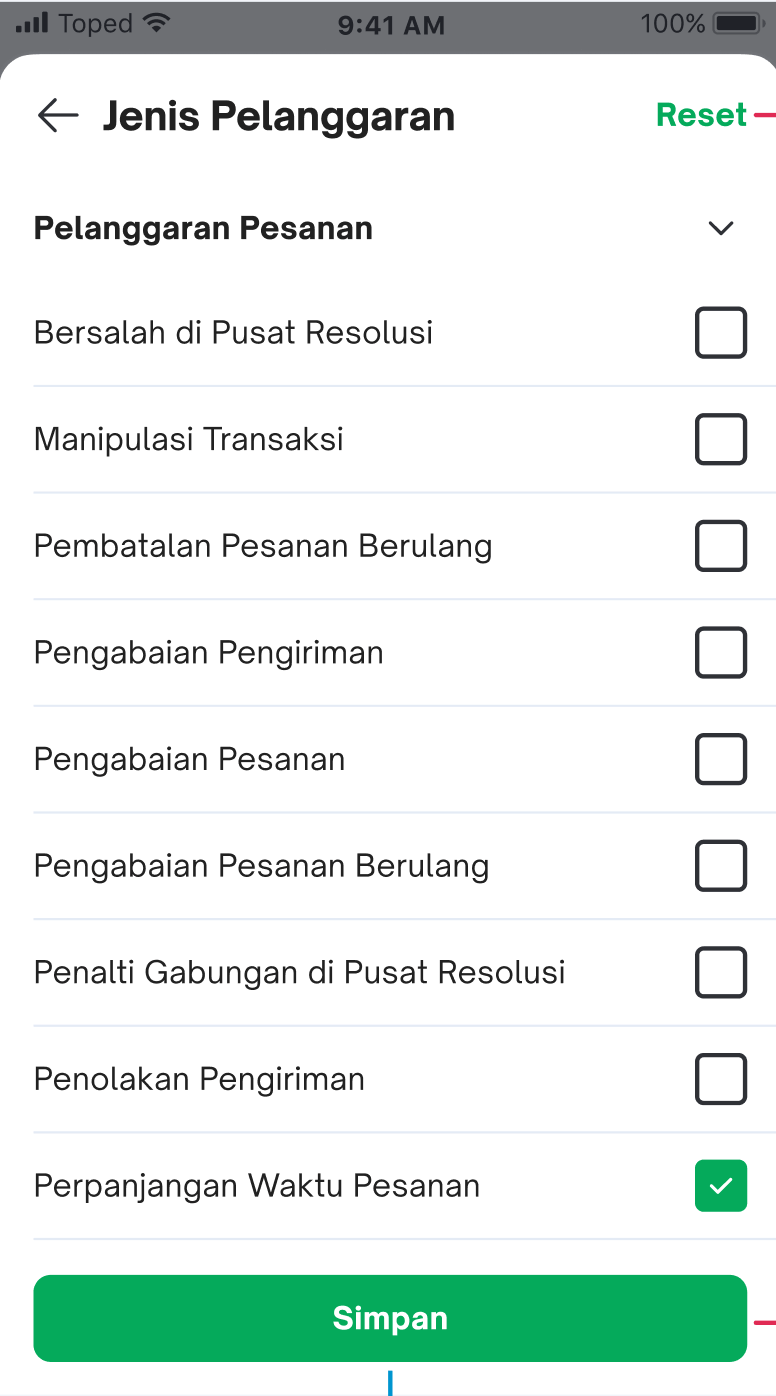 Toped 9:41 AM 100%
Jenis Pelanggaran Reset
Pelanggaran Pesanan
Bersalah di Pusat Resolusi
Manipulasi Transaksi
Pembatalan Pesanan Berulang
Pengabaian Pengiriman
Pengabaian Pesanan
Pengabaian Pesanan Berulang
Penalti Gabungan di Pusat Resolusi
Penolakan Pengiriman
Perpanjangan Waktu Pesanan
Simpan